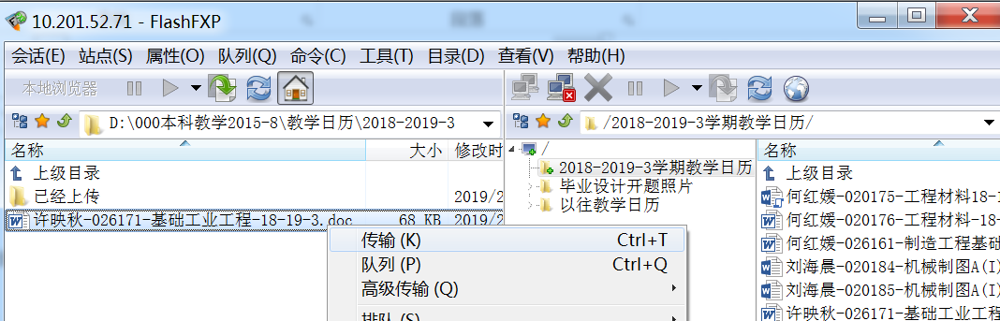 10.201.52.71 - FlashFXP
会话(E) 站点(S) 属性(O) 队列(Q) 命令(C) 工具(T) 目录(D) 查看(V) 帮助(H)
本地浏览器
D:\000本科教学2015-8\教学日历\2018-2019-3
/2018-2019-3学期教学日历/
名称 大小 修改时
上级目录
已经上传 2019/2
许映秋-026171-基础工业工程-18-19-3.doc 68 KB 2019/2
/
2018-2019-3学期教学日历
毕业设计开题照片
以往教学日历
名称
上级目录
何红媛-020175-工程材料18-1
何红媛-020176-工程材料-18-
何红媛-026161-制造工程基础
刘海晨-020184-机械制图A(I)
刘海晨-020185-机械制图A(I)
许映秋-026171-基础工业工程
传输 (K) Ctrl+T
队列 (P) Ctrl+Q
高级传输 (Q)
排队 (S)